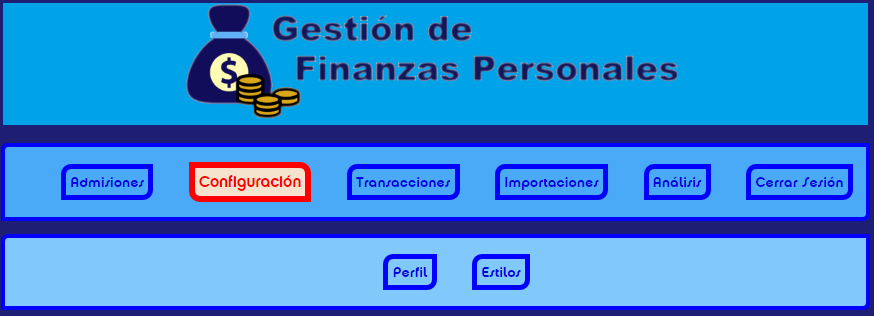 Gestión de
Finanzas Personales
$
Admisiones Configuración Transacciones Importaciones Análisis Cerrar Sesión
Perfil Estilos